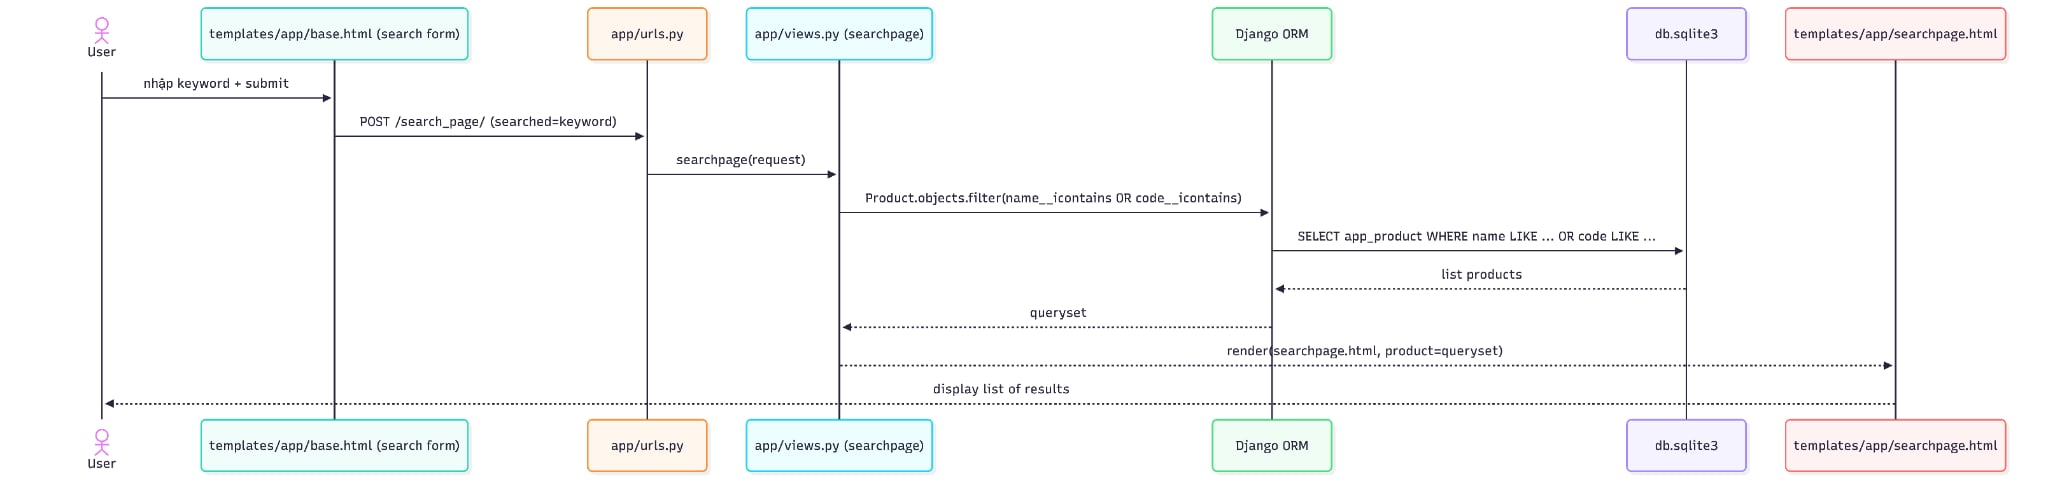 User
templates/app/base.html (search form)
app/urls.py
app/views.py (searchpage)
Django ORM
db.sqlite3
templates/app/searchpage.html
nhập keyword + submit
POST /search_page/ (searched=keyword)
searchpage(request)
Product.objects.filter(name__icontains OR code__icontains)
SELECT app_product WHERE name LIKE ... OR code LIKE ...
list products
queryset
render(searchpage.html, product=queryset)
display list of results
User
templates/app/base.html (search form)
app/urls.py
app/views.py (searchpage)
Django ORM
db.sqlite3
templates/app/searchpage.html